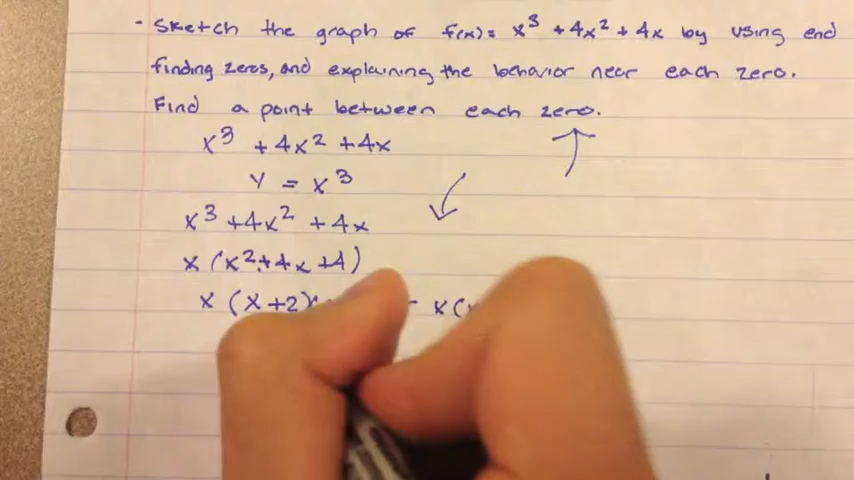 - Sketch the graph of f(x) = x³ + 4x² + 4x by using end
finding zeros, and explaining the behavior near each zero.
Find a point between each zero.
x³ + 4x² + 4x
y = x³
x³ + 4x² + 4x
x (x² + 4x + 4)
x (x+2)( = x(x